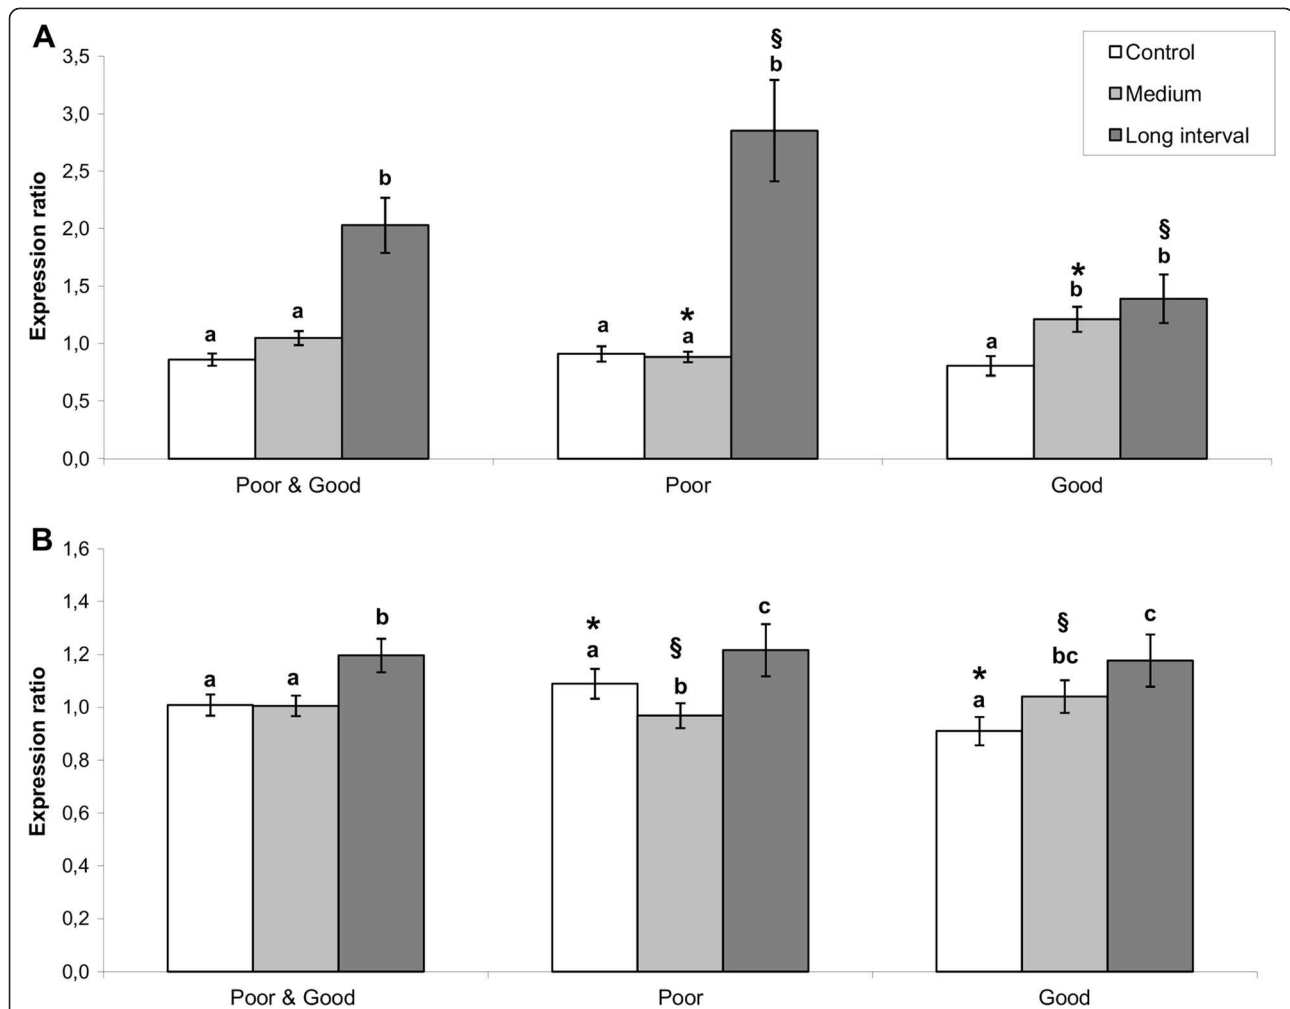 A
Control
Medium
Long interval
Expression ratio
3,5
3,0
2,5
2,0
1,5
1,0
0,5
0,0
a
a
b
a
*
a
§
b
a
*
b
§
b
Poor & Good
Poor
Good
B
Expression ratio
1,6
1,4
1,2
1,0
0,8
0,6
0,4
0,2
0,0
a
a
b
*
a
§
b
c
*
a
§
bc
c
Poor & Good
Poor
Good